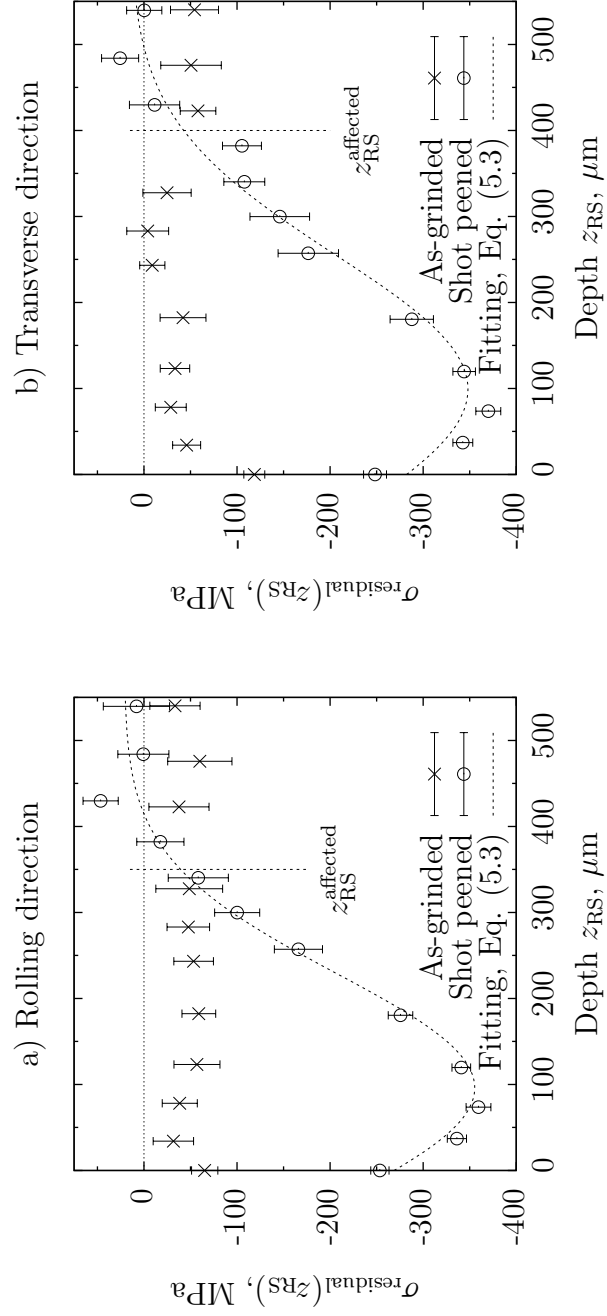 a) Rolling direction
0
-100
-200
-300
-400
0
100
200
300
400
500
σresidual(zRS), MPa
Depth zRS, μm
zRS^affected
As-grinded
Shot peened
Fitting, Eq. (5.3)
b) Transverse direction
0
-100
-200
-300
-400
0
100
200
300
400
500
σresidual(zRS), MPa
Depth zRS, μm
zRS^affected
As-grinded
Shot peened
Fitting, Eq. (5.3)